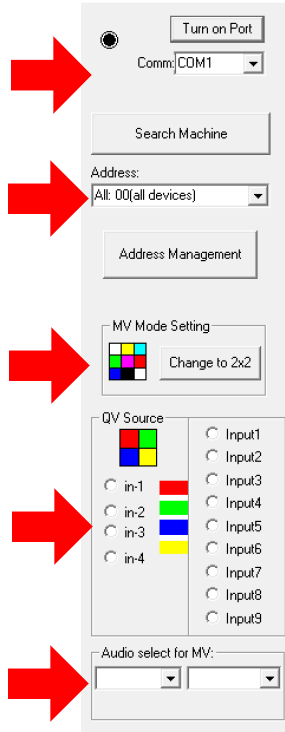 Turn on Port
Comm: COM1
Search Machine
Address:
All: 00(all devices)
Address Management
MV Mode Setting
Change to 2x2
QV Source
in-1
in-2
in-3
in-4
Input1
Input2
Input3
Input4
Input5
Input6
Input7
Input8
Input9
Audio select for MV: